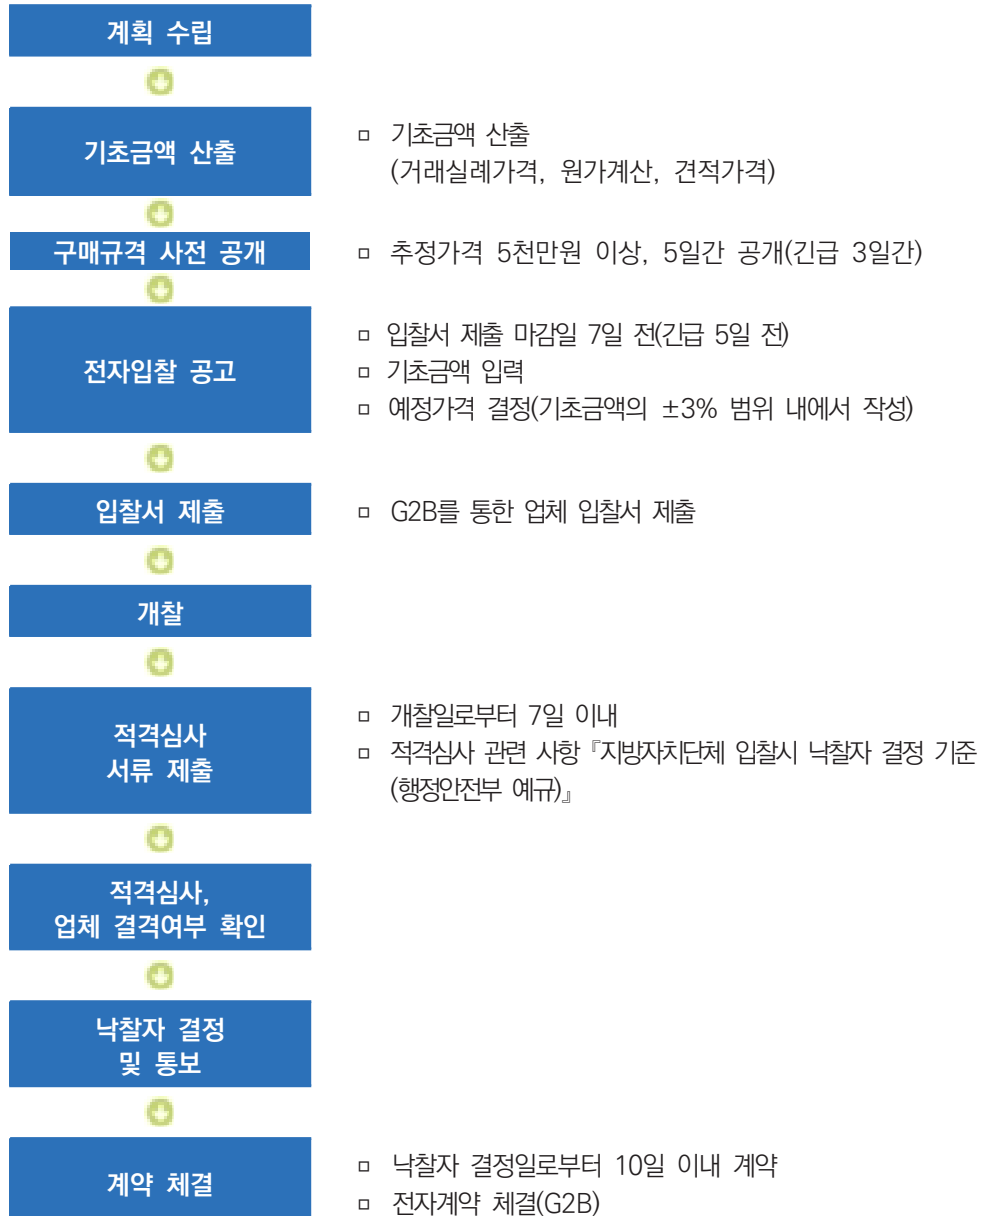 계획 수립
기초금액 산출
▫ 기초금액 산출
(거래실례가격, 원가계산, 견적가격)
구매규격 사전 공개
▫ 추정가격 5천만원 이상, 5일간 공개(긴급 3일간)
전자입찰 공고
▫ 입찰서 제출 마감일 7일 전(긴급 5일 전)
▫ 기초금액 입력
▫ 예정가격 결정(기초금액의 ±3% 범위 내에서 작성)
입찰서 제출
▫ G2B를 통한 업체 입찰서 제출
개찰
적격심사
서류 제출
▫ 개찰일로부터 7일 이내
▫ 적격심사 관련 사항『지방자치단체 입찰시 낙찰자 결정 기준
(행정안전부 예규)』
적격심사,
업체 결격여부 확인
낙찰자 결정
및 통보
계약 체결
▫ 낙찰자 결정일로부터 10일 이내 계약
▫ 전자계약 체결(G2B)